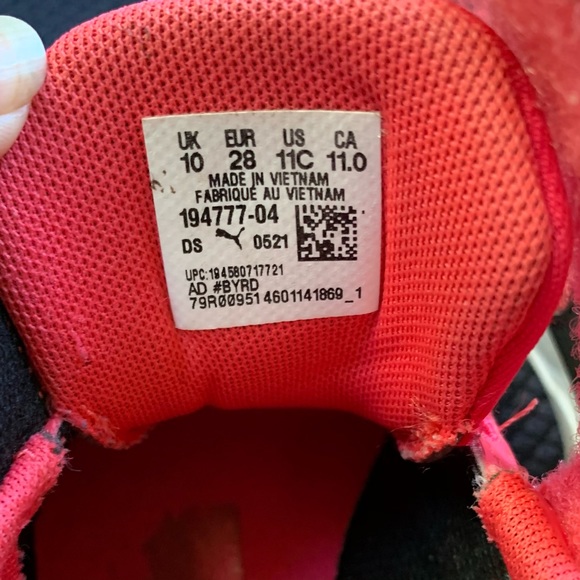 UK EUR US CA
10 28 11C 11.0
MADE IN VIETNAM
FABRIQUÉ AU VIETNAM
194777-04
DS 0521
UPC:194580717721
AD #BYRD
79R00951 4601141869_1